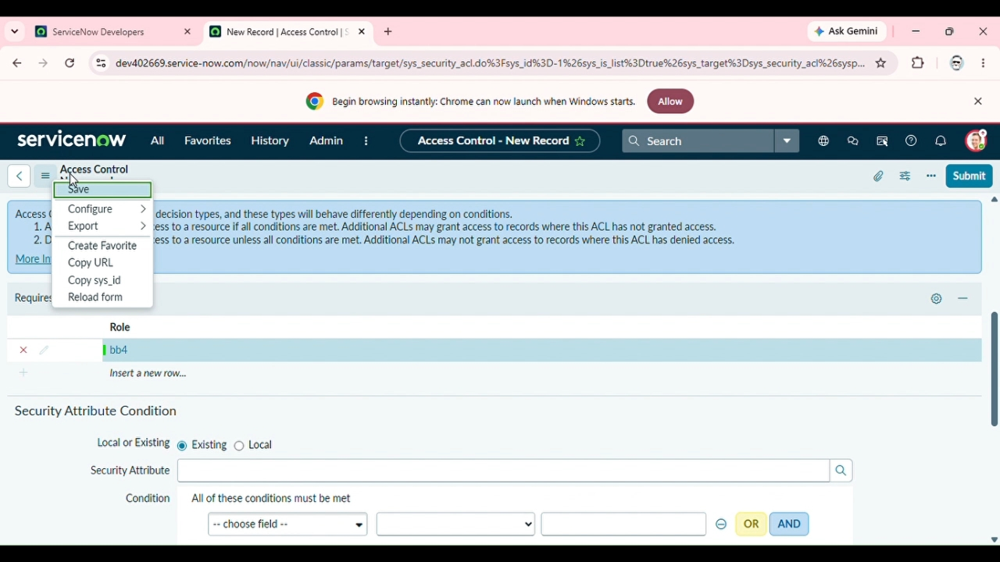 ServiceNow Developers
New Record | Access Control |
Ask Gemini
dev402669.service-now.com/now/nav/ui/classic/params/target/sys_security_acl.do%3Fsys_id%3D-1%26sys_is_list%3Dtrue%26sys_target%3Dsys_security_acl%26sysp...
Begin browsing instantly: Chrome can now launch when Windows starts.
Allow
servicenow
All
Favorites
History
Admin
Access Control - New Record
Search
Access Control
Submit
Save
Configure
Export
Create Favorite
Copy URL
Copy sys_id
Reload form
Access
decision types, and these types will behave differently depending on conditions.
1. A
ess to a resource if all conditions are met. Additional ACLs may grant access to records where this ACL has not granted access.
2. D
ess to a resource unless all conditions are met. Additional ACLs may not grant access to records where this ACL has denied access.
More In
Requires
Role
bb4
Insert a new row...
Security Attribute Condition
Local or Existing
Existing
Local
Security Attribute
Condition
All of these conditions must be met
-- choose field --
OR
AND